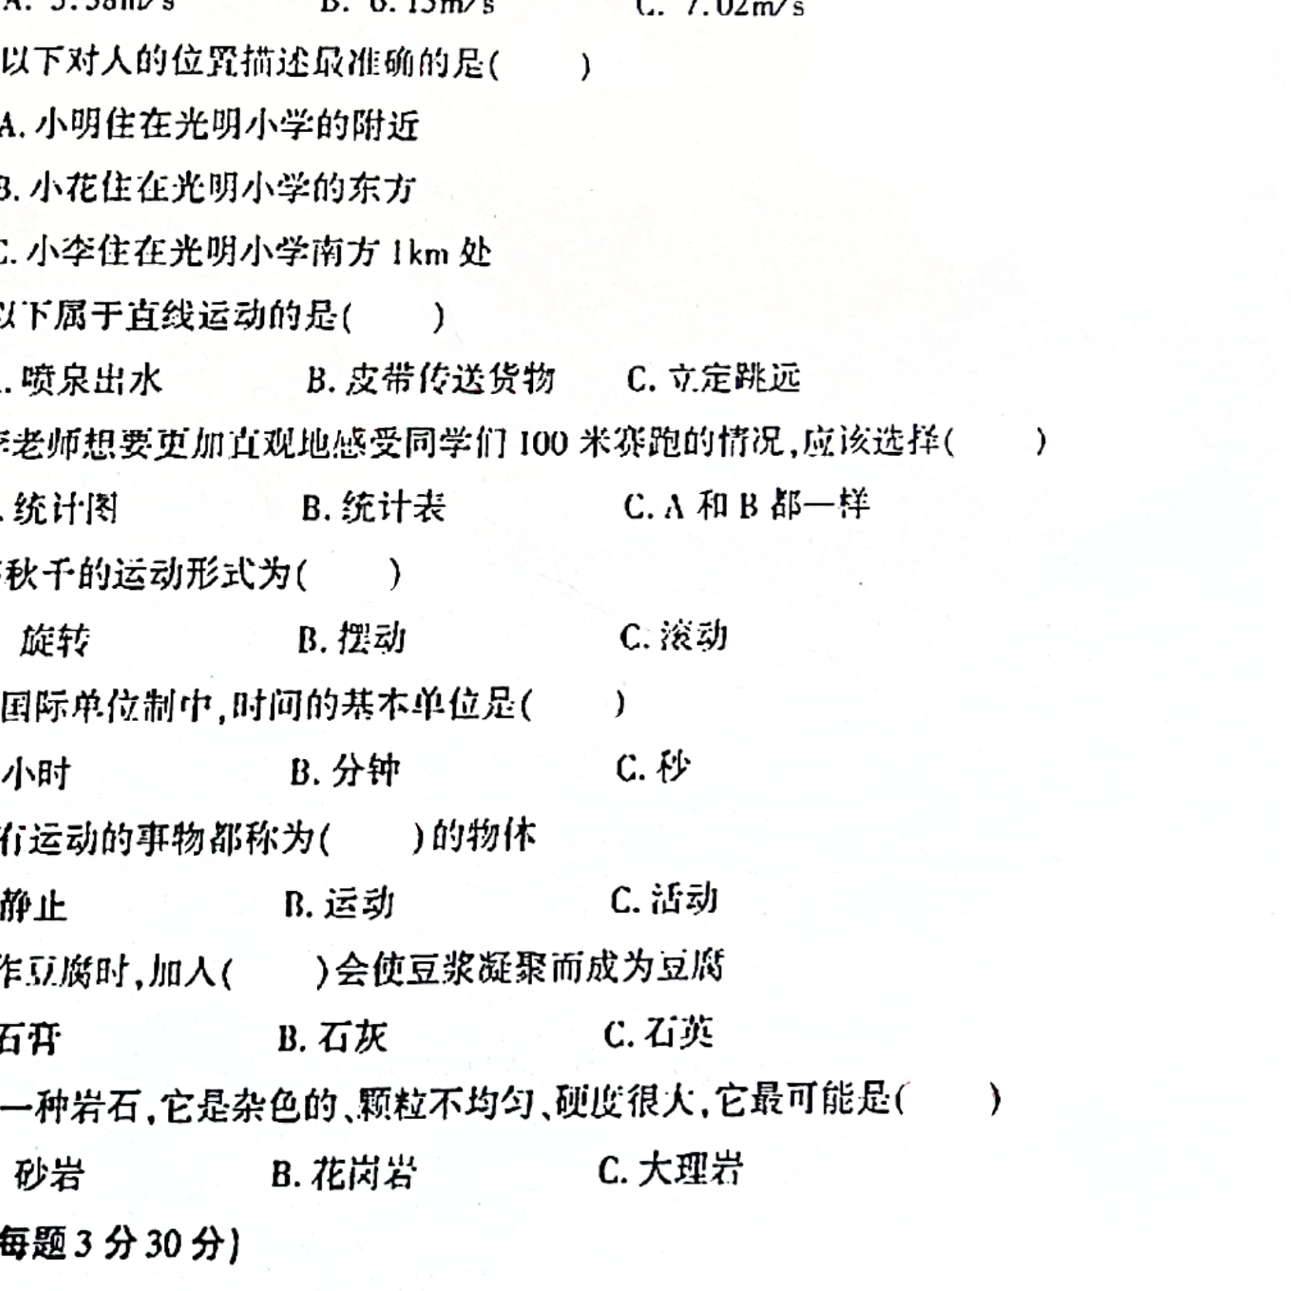 A. 5.58m/s B. 6.15m/s C. 7.02m/s
以下对人的位置描述最准确的是( )
A. 小明住在光明小学的附近
B. 小花住在光明小学的东方
C. 小李住在光明小学南方 1km 处
以下属于直线运动的是( )
. 喷泉出水 B. 皮带传送货物 C. 立定跳远
李老师想要更加直观地感受同学们 100 米赛跑的情况,应该选择( )
. 统计图 B. 统计表 C. A 和 B 都一样
秋千的运动形式为( )
旋转 B. 摆动 C. 滚动
国际单位制中,时间的基本单位是( )
小时 B. 分钟 C. 秒
有运动的事物都称为( )的物体
静止 B. 运动 C. 活动
作豆腐时,加入( )会使豆浆凝聚而成为豆腐
石膏 B. 石灰 C. 石英
一种岩石,它是杂色的、颗粒不均匀、硬度很大,它最可能是( )
砂岩 B. 花岗岩 C. 大理岩
每题 3 分 30 分)